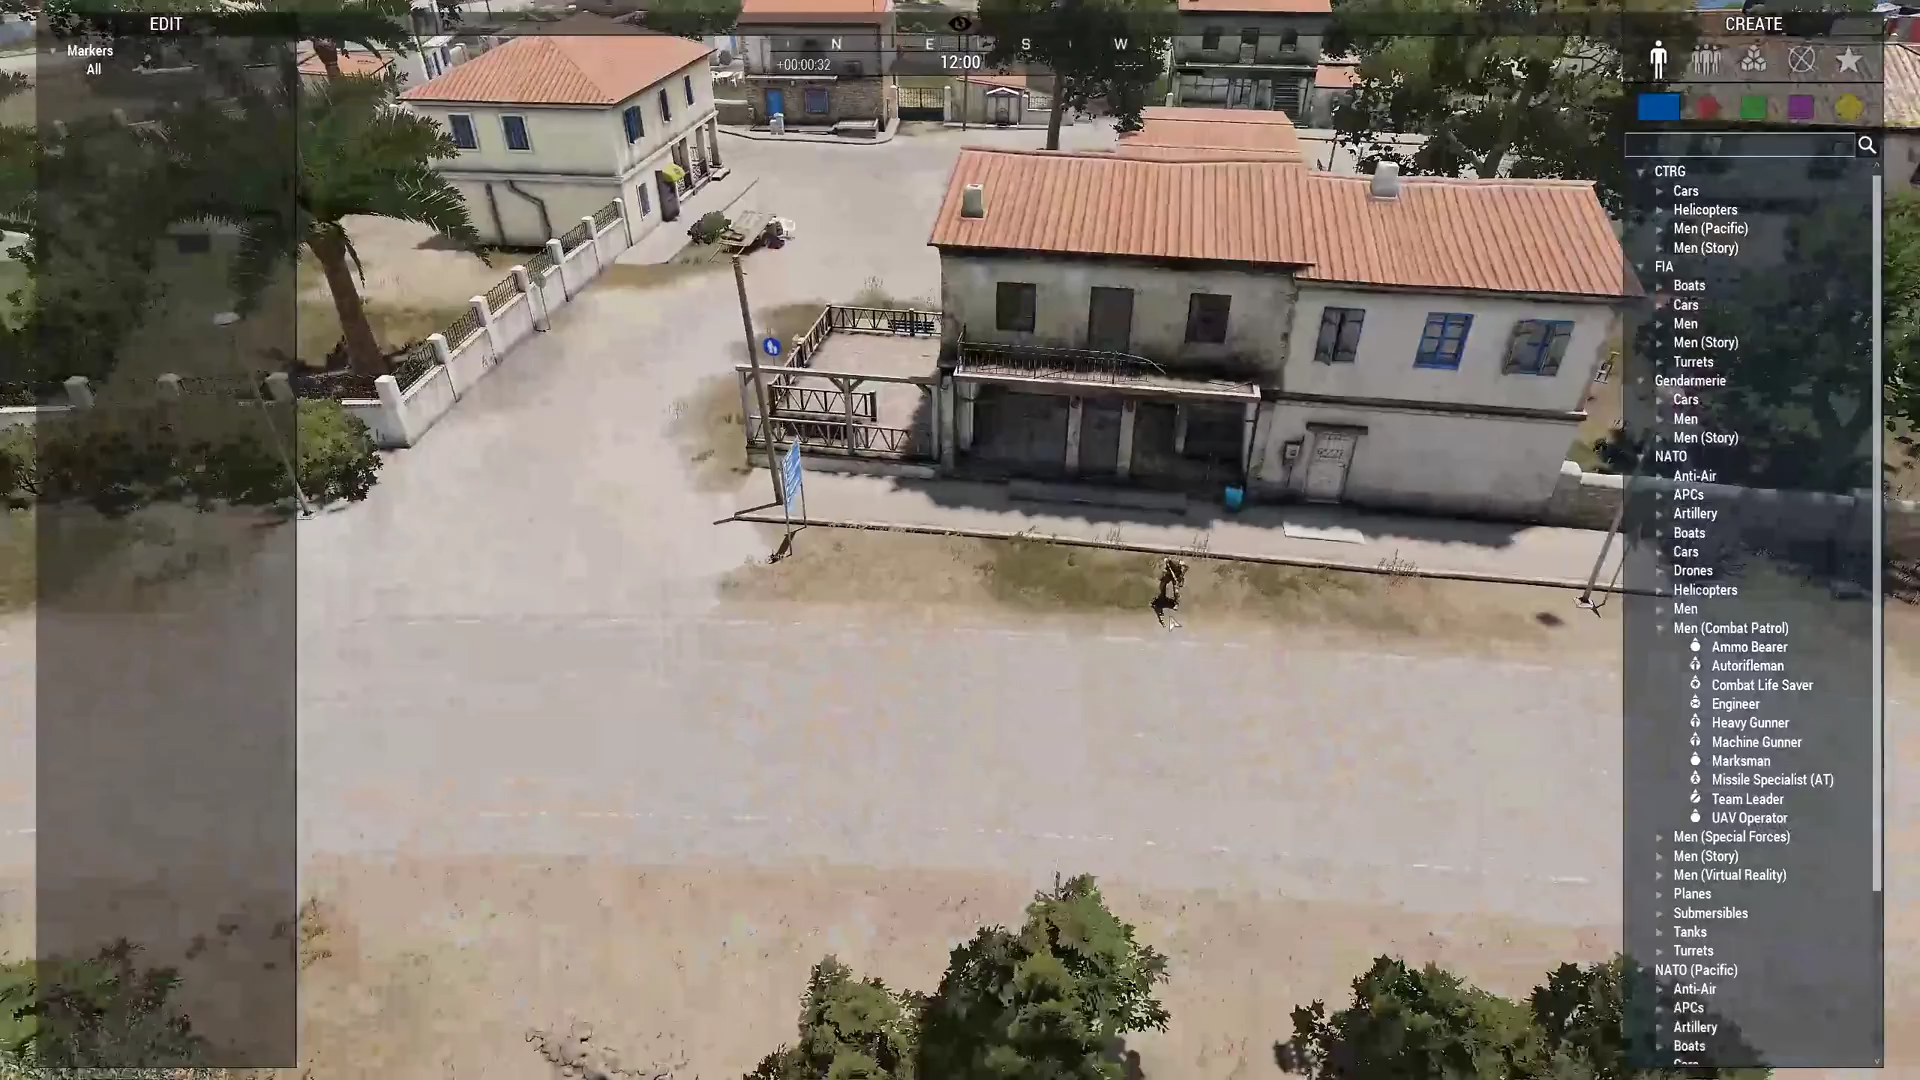 EDIT
Markers
All
N E S W
+00:00:32
12:00
CREATE
CTRG
Cars
Helicopters
Men (Pacific)
Men (Story)
FIA
Boats
Cars
Men
Men (Story)
Turrets
Gendarmerie
Cars
Men
Men (Story)
NATO
Anti-Air
APCs
Artillery
Boats
Cars
Drones
Helicopters
Men
Men (Combat Patrol)
Ammo Bearer
Autorifleman
Combat Life Saver
Engineer
Heavy Gunner
Machine Gunner
Marksman
Missile Specialist (AT)
Team Leader
UAV Operator
Men (Special Forces)
Men (Story)
Men (Virtual Reality)
Planes
Submersibles
Tanks
Turrets
NATO (Pacific)
Anti-Air
APCs
Artillery
Boats
Cars